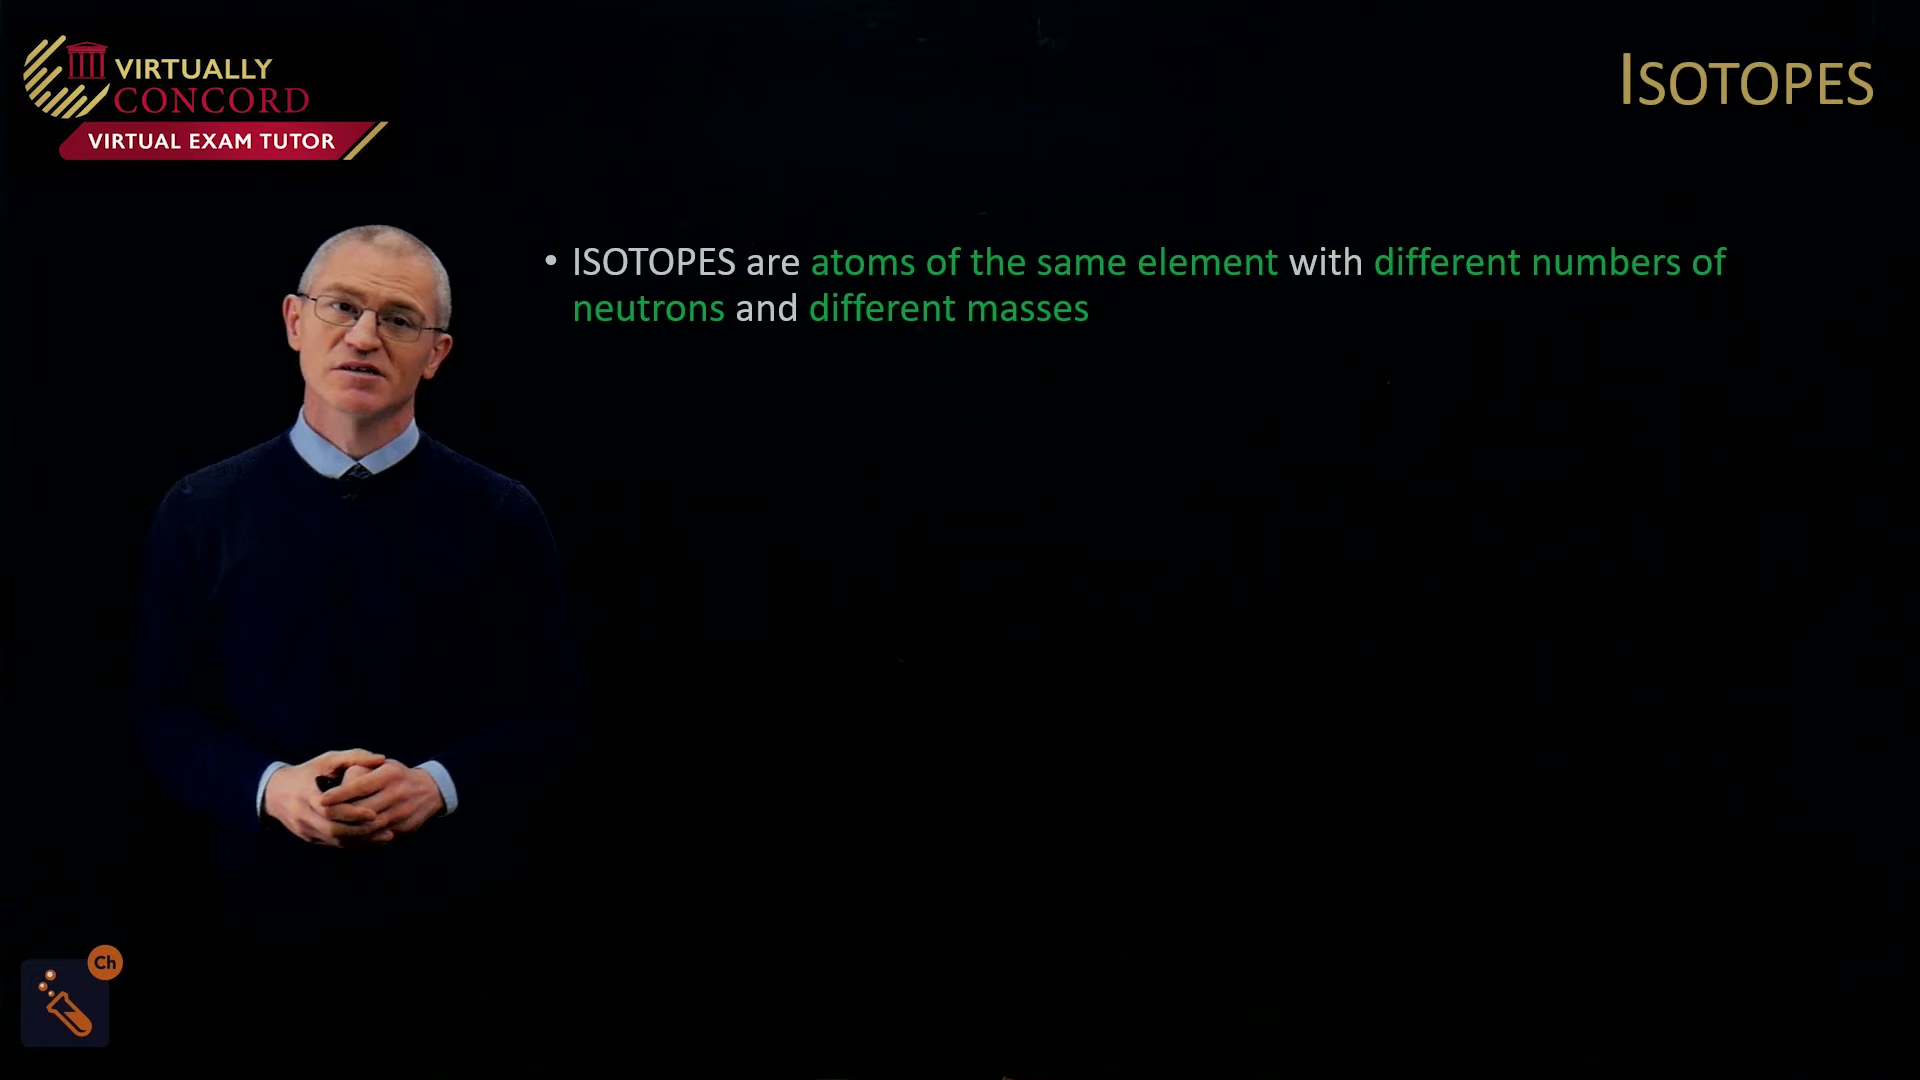 VIRTUALLY
CONCORD
VIRTUAL EXAM TUTOR
ISOTOPES
• ISOTOPES are atoms of the same element with different numbers of
neutrons and different masses
Ch